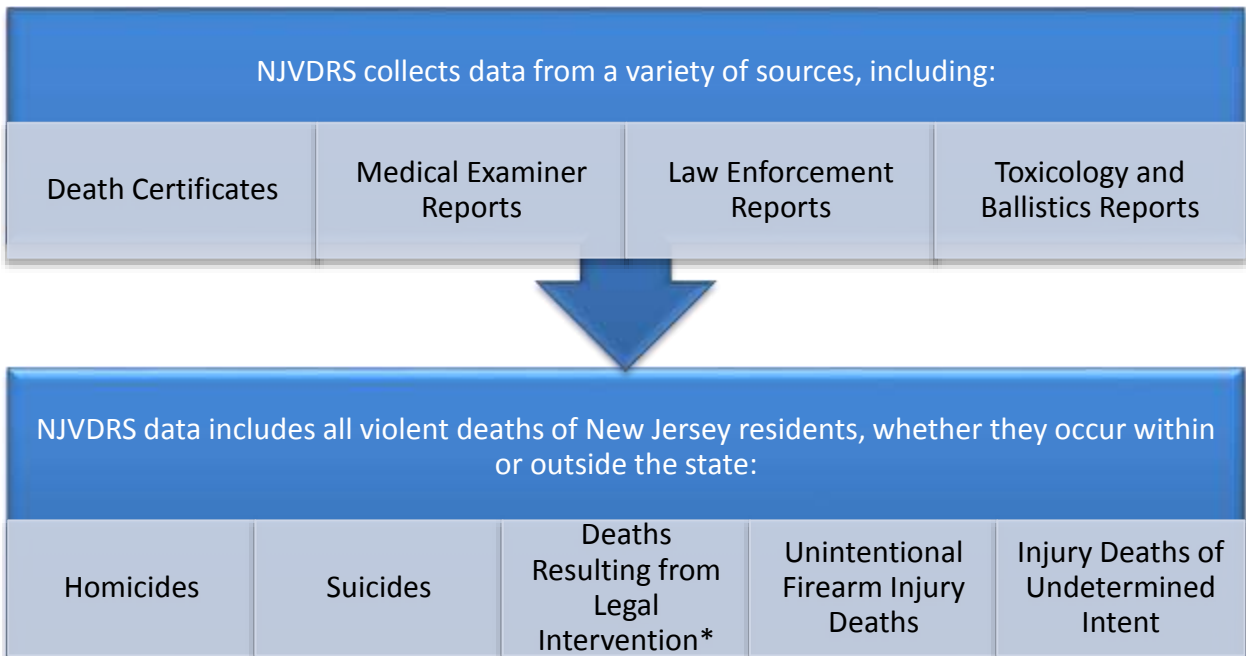 NJVDRS collects data from a variety of sources, including:
Death Certificates
Medical Examiner
Reports
Law Enforcement
Reports
Toxicology and
Ballistics Reports
NJVDRS data includes all violent deaths of New Jersey residents, whether they occur within
or outside the state:
Homicides
Suicides
Deaths
Resulting from
Legal
Intervention*
Unintentional
Firearm Injury
Deaths
Injury Deaths of
Undetermined
Intent